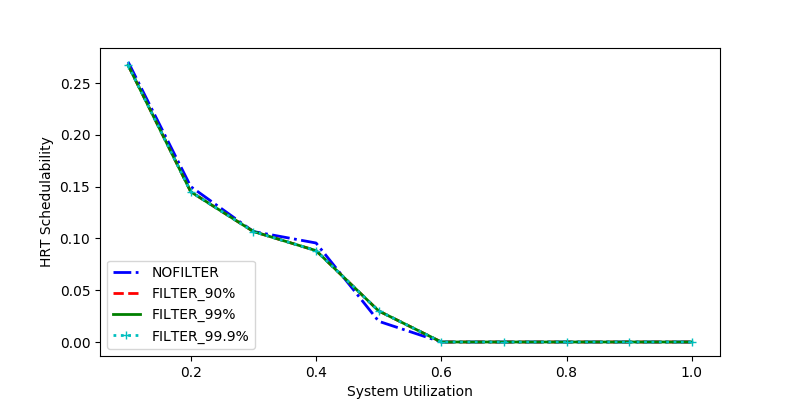 0.25
0.20
0.15
0.10
0.05
0.00
HRT Schedulability
NOFILTER
FILTER_90%
FILTER_99%
FILTER_99.9%
0.2 0.4 0.6 0.8 1.0
System Utilization